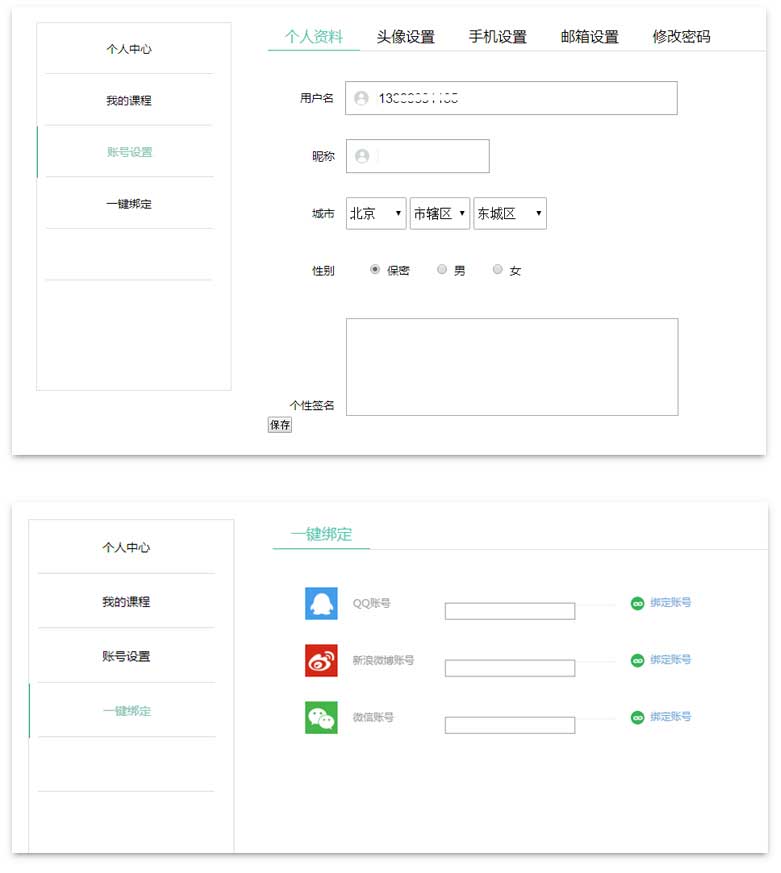 个人中心
我的课程
账号设置
一键绑定
个人资料 头像设置 手机设置 邮箱设置 修改密码
用户名
昵称
城市 北京 市辖区 东城区
性别 保密 男 女
个性签名
保存
个人中心
我的课程
账号设置
一键绑定
一键绑定
QQ账号 绑定账号
新浪微博账号 绑定账号
微信账号 绑定账号